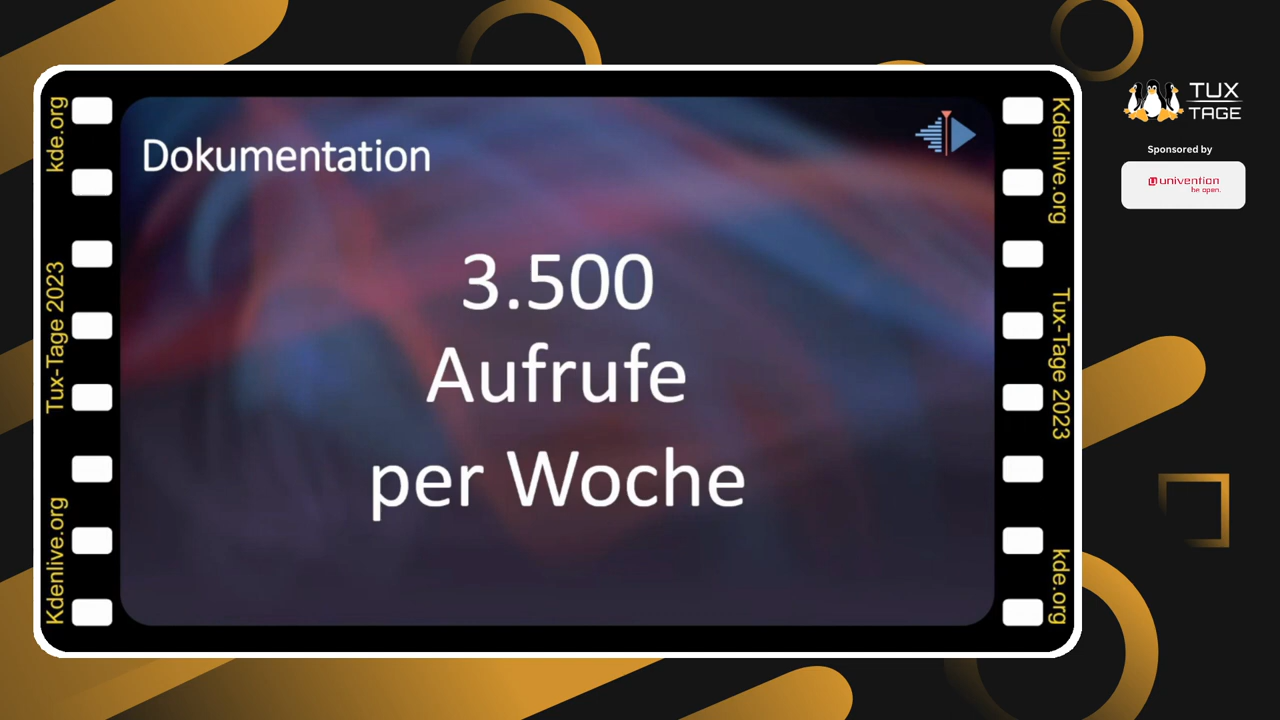 kde.org
Tux-Tage 2023
Kdenlive.org
Dokumentation
3.500
Aufrufe
per Woche
Kdenlive.org
Tux-Tage 2023
kde.org
TUX
TAGE
Sponsored by
univention
be open.